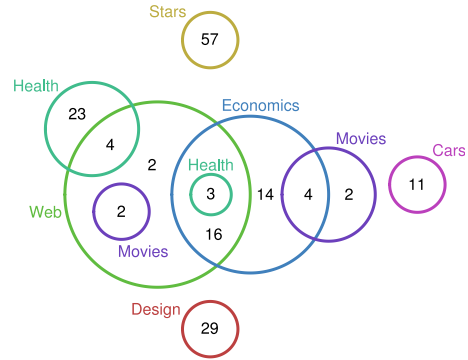 Stars
57
Health
23
4
Economics
2
Health
Movies
Cars
3
14
4
2
11
Web
2
16
Movies
Design
29